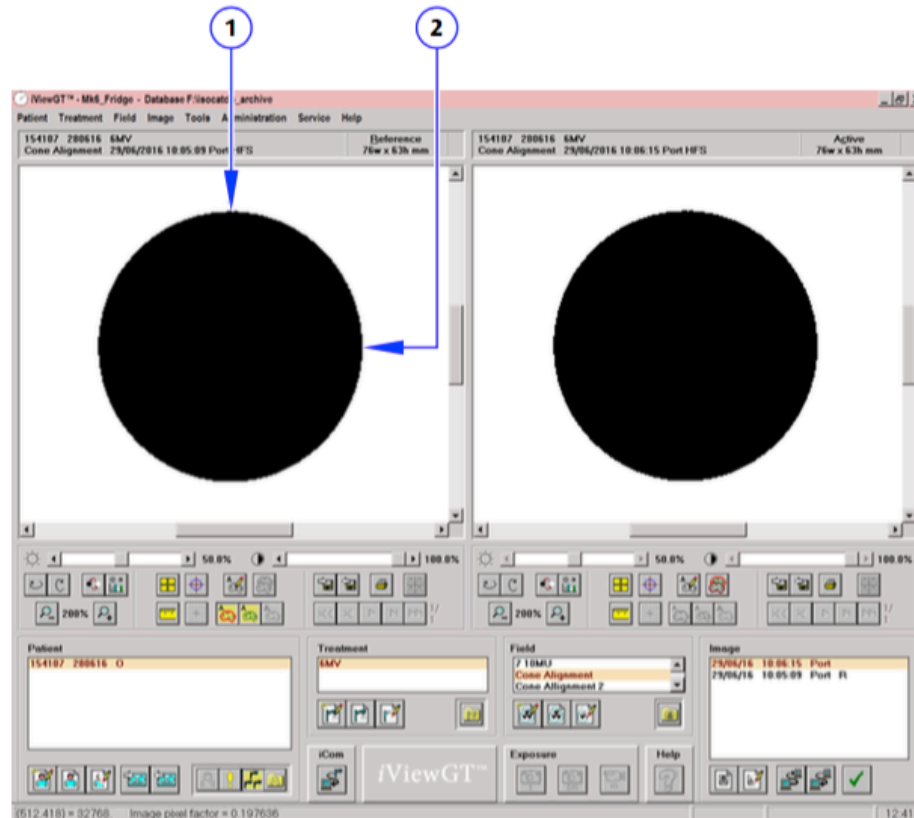 1 2
iViewGT™ - Mk6_Fridge - Database F:\isocator_archive
Patient Treatment Field Image Tools Administration Service Help
154107 280616 6MV Reference
Cone Alignment 29/06/2016 10:05:09 Port HFS 76w x 63h mm
154107 280616 6MV Active
Cone Alignment 29/06/2016 10:06:15 Port HFS 76w x 63h mm
50.0% 100.0%
50.0% 100.0%
200% 1/
200% 1/
Patient
154107 280616 O
Treatment
6MV
Field
7 10MU
Cone Alignment
Cone Allignment 2
Image
29/06/16 10:06:15 Port
29/06/16 10:05:09 Port R
iCom
iViewGT™
Exposure
Help
(512,418) = 32768 Image pixel factor = 0.197636
12:41